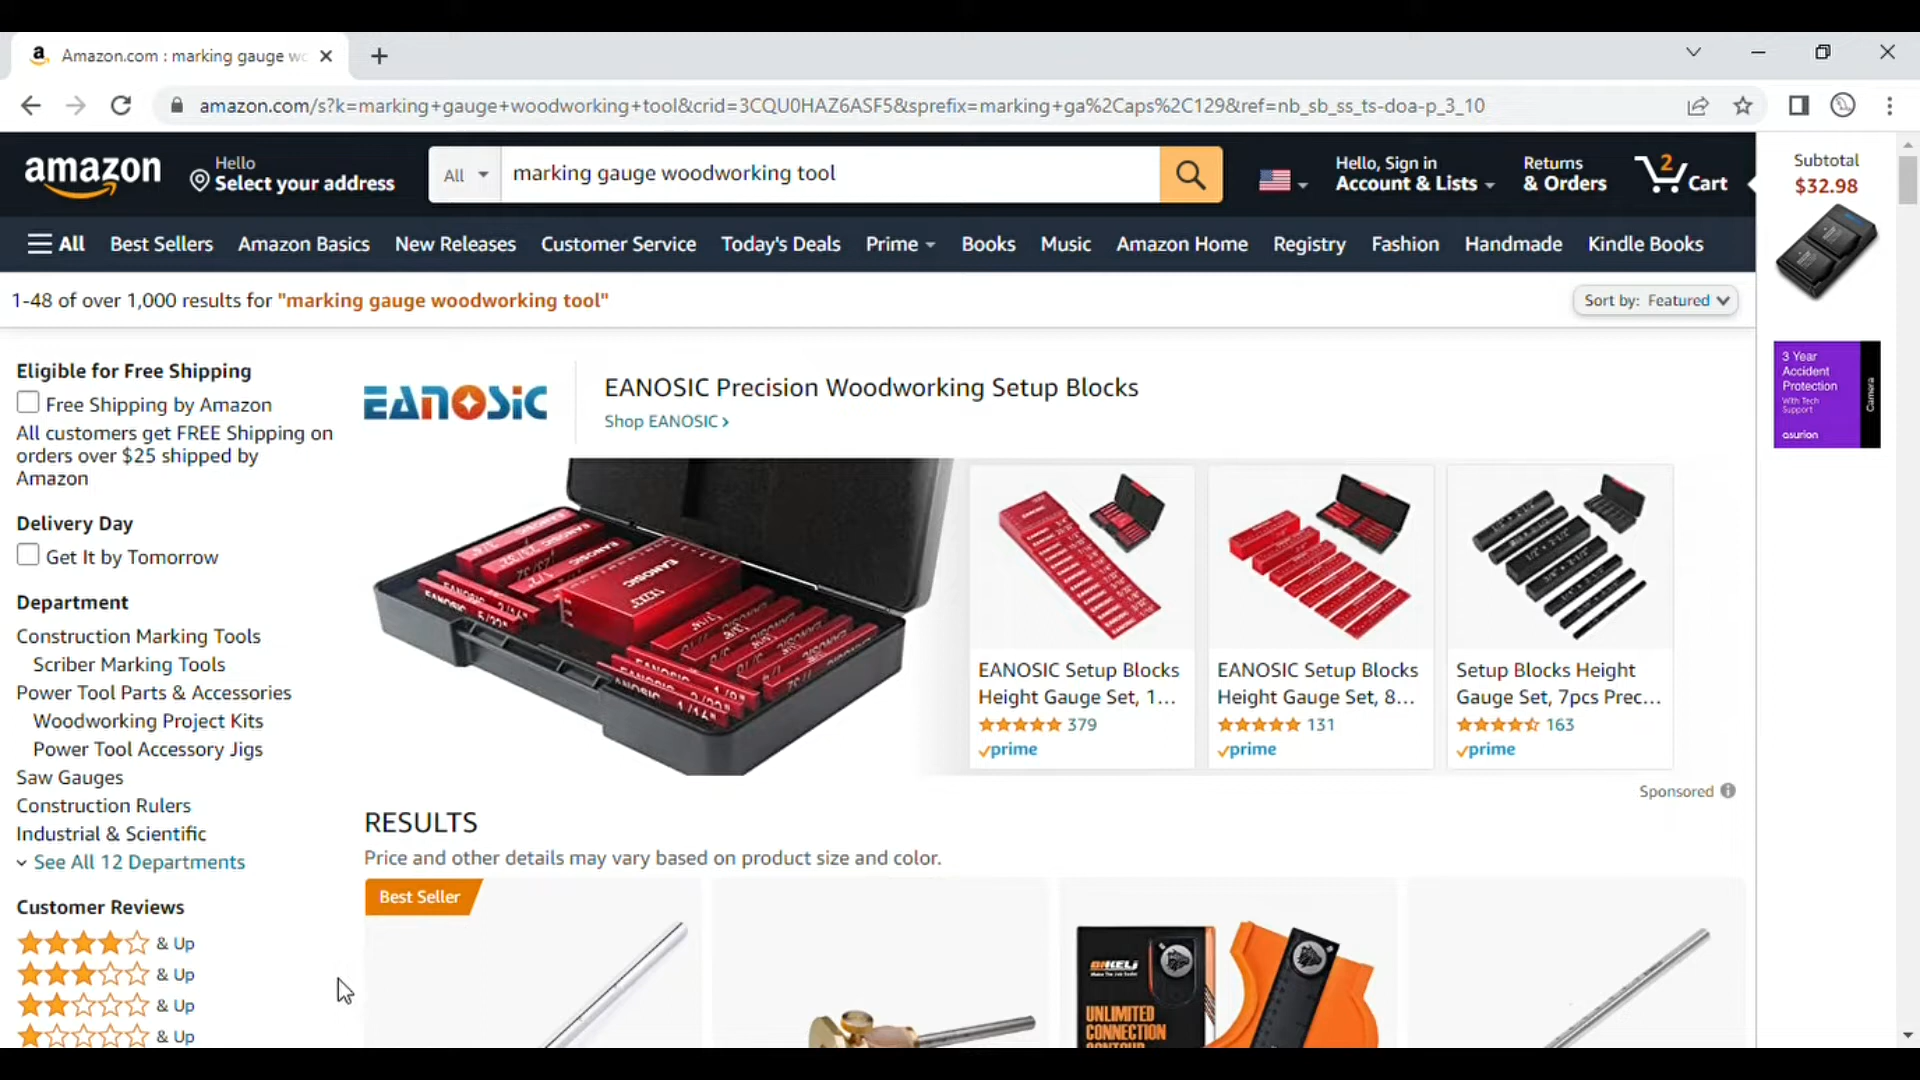 Amazon.com : marking gauge wo
amazon.com/s?k=marking+gauge+woodworking+tool&crid=3CQU0HAZ6ASF5&sprefix=marking+ga%2Caps%2C129&ref=nb_sb_ss_ts-doa-p_3_10
amazon
Hello
Select your address
All
marking gauge woodworking tool
Hello, Sign in
Account & Lists
Returns
& Orders
2
Cart
Subtotal
$32.98
All
Best Sellers
Amazon Basics
New Releases
Customer Service
Today's Deals
Prime
Books
Music
Amazon Home
Registry
Fashion
Handmade
Kindle Books
1-48 of over 1,000 results for "marking gauge woodworking tool"
Sort by: Featured
3 Year
Accident
Protection
With Tech
Support
Camera
asurion
Eligible for Free Shipping
Free Shipping by Amazon
All customers get FREE Shipping on
orders over $25 shipped by
Amazon
Delivery Day
Get It by Tomorrow
Department
Construction Marking Tools
Scriber Marking Tools
Power Tool Parts & Accessories
Woodworking Project Kits
Power Tool Accessory Jigs
Saw Gauges
Construction Rulers
Industrial & Scientific
See All 12 Departments
Customer Reviews
& Up
& Up
& Up
& Up
EANOSIC
EANOSIC Precision Woodworking Setup Blocks
Shop EANOSIC ›
EANOSIC Setup Blocks
Height Gauge Set, 1...
379
prime
EANOSIC Setup Blocks
Height Gauge Set, 8...
131
prime
Setup Blocks Height
Gauge Set, 7pcs Prec...
163
prime
Sponsored
RESULTS
Price and other details may vary based on product size and color.
Best Seller
UNLIMITED
CONNECTION
CONTOUR